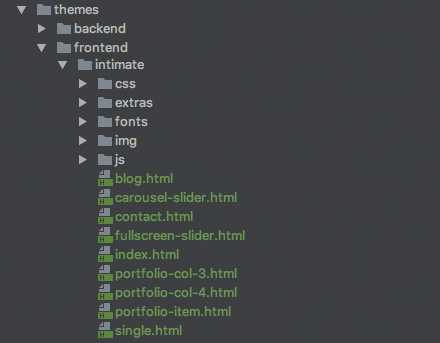 themes
backend
frontend
intimate
css
extras
fonts
img
js
blog.html
carousel-slider.html
contact.html
fullscreen-slider.html
index.html
portfolio-col-3.html
portfolio-col-4.html
portfolio-item.html
single.html